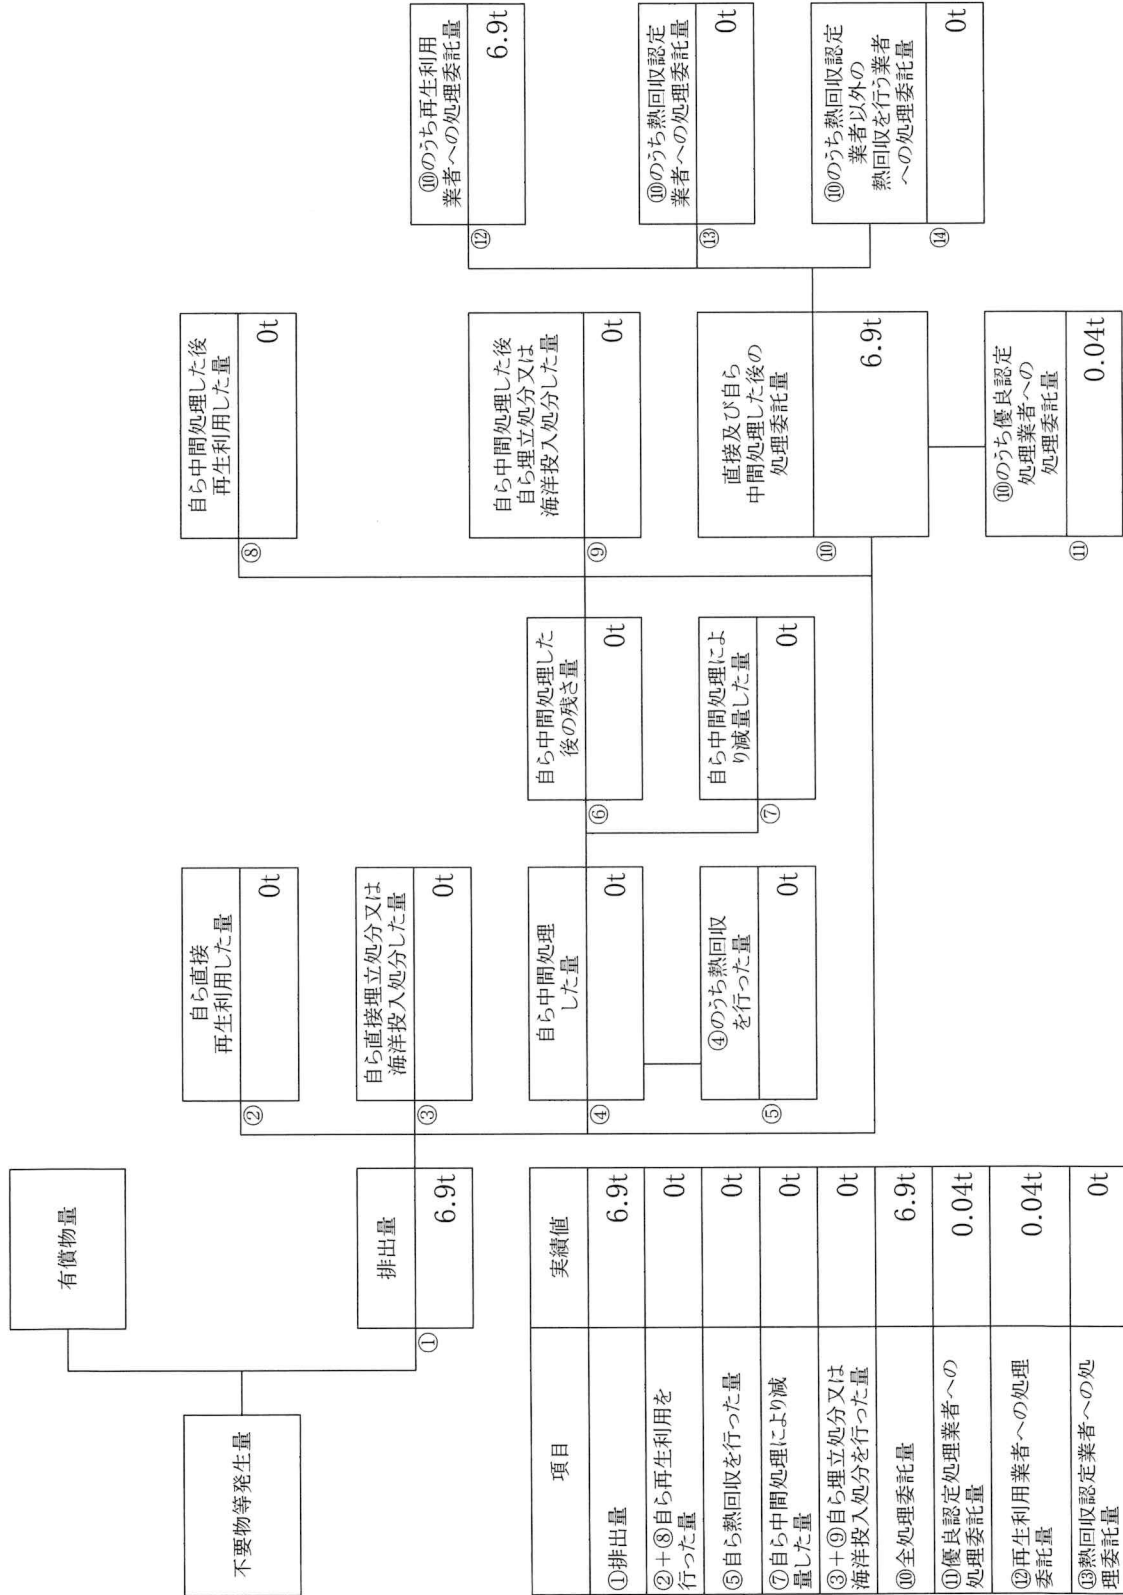 不要物等発生量
有償物量
①
排出量
6.9t
②
自ら直接
再生利用した量
0t
③
自ら直接埋立処分又は
海洋投入処分した量
0t
④
自ら中間処理
した量
0t
⑤
④のうち熱回収
を行った量
0t
⑥
自ら中間処理した
後の残さ量
0t
⑦
自ら中間処理によ
り減量した量
0t
⑧
自ら中間処理した後
再生利用した量
0t
⑨
自ら中間処理した後
自ら埋立処分又は
海洋投入処分した量
0t
⑩
直接及び自ら
中間処理した後の
処理委託量
6.9t
⑪
⑩のうち優良認定
処理業者への
処理委託量
0.04t
⑫
⑩のうち再生利用
業者への処理委託量
6.9t
⑬
⑩のうち熱回収認定
業者への処理委託量
0t
⑭
⑩のうち熱回収認定
業者以外の
熱回収を行う業者
への処理委託量
0t
項目 実績値
①排出量 6.9t
②+⑧自ら再生利用を
行った量 0t
⑤自ら熱回収を行った量 0t
⑦自ら中間処理により減
量した量 0t
③+⑨自ら埋立処分又は
海洋投入処分を行った量 0t
⑩全処理委託量 6.9t
⑪優良認定処理業者への
処理委託量 0.04t
⑫再生利用業者への処理
委託量 0.04t
⑬熱回収認定業者への処
理委託量 0t